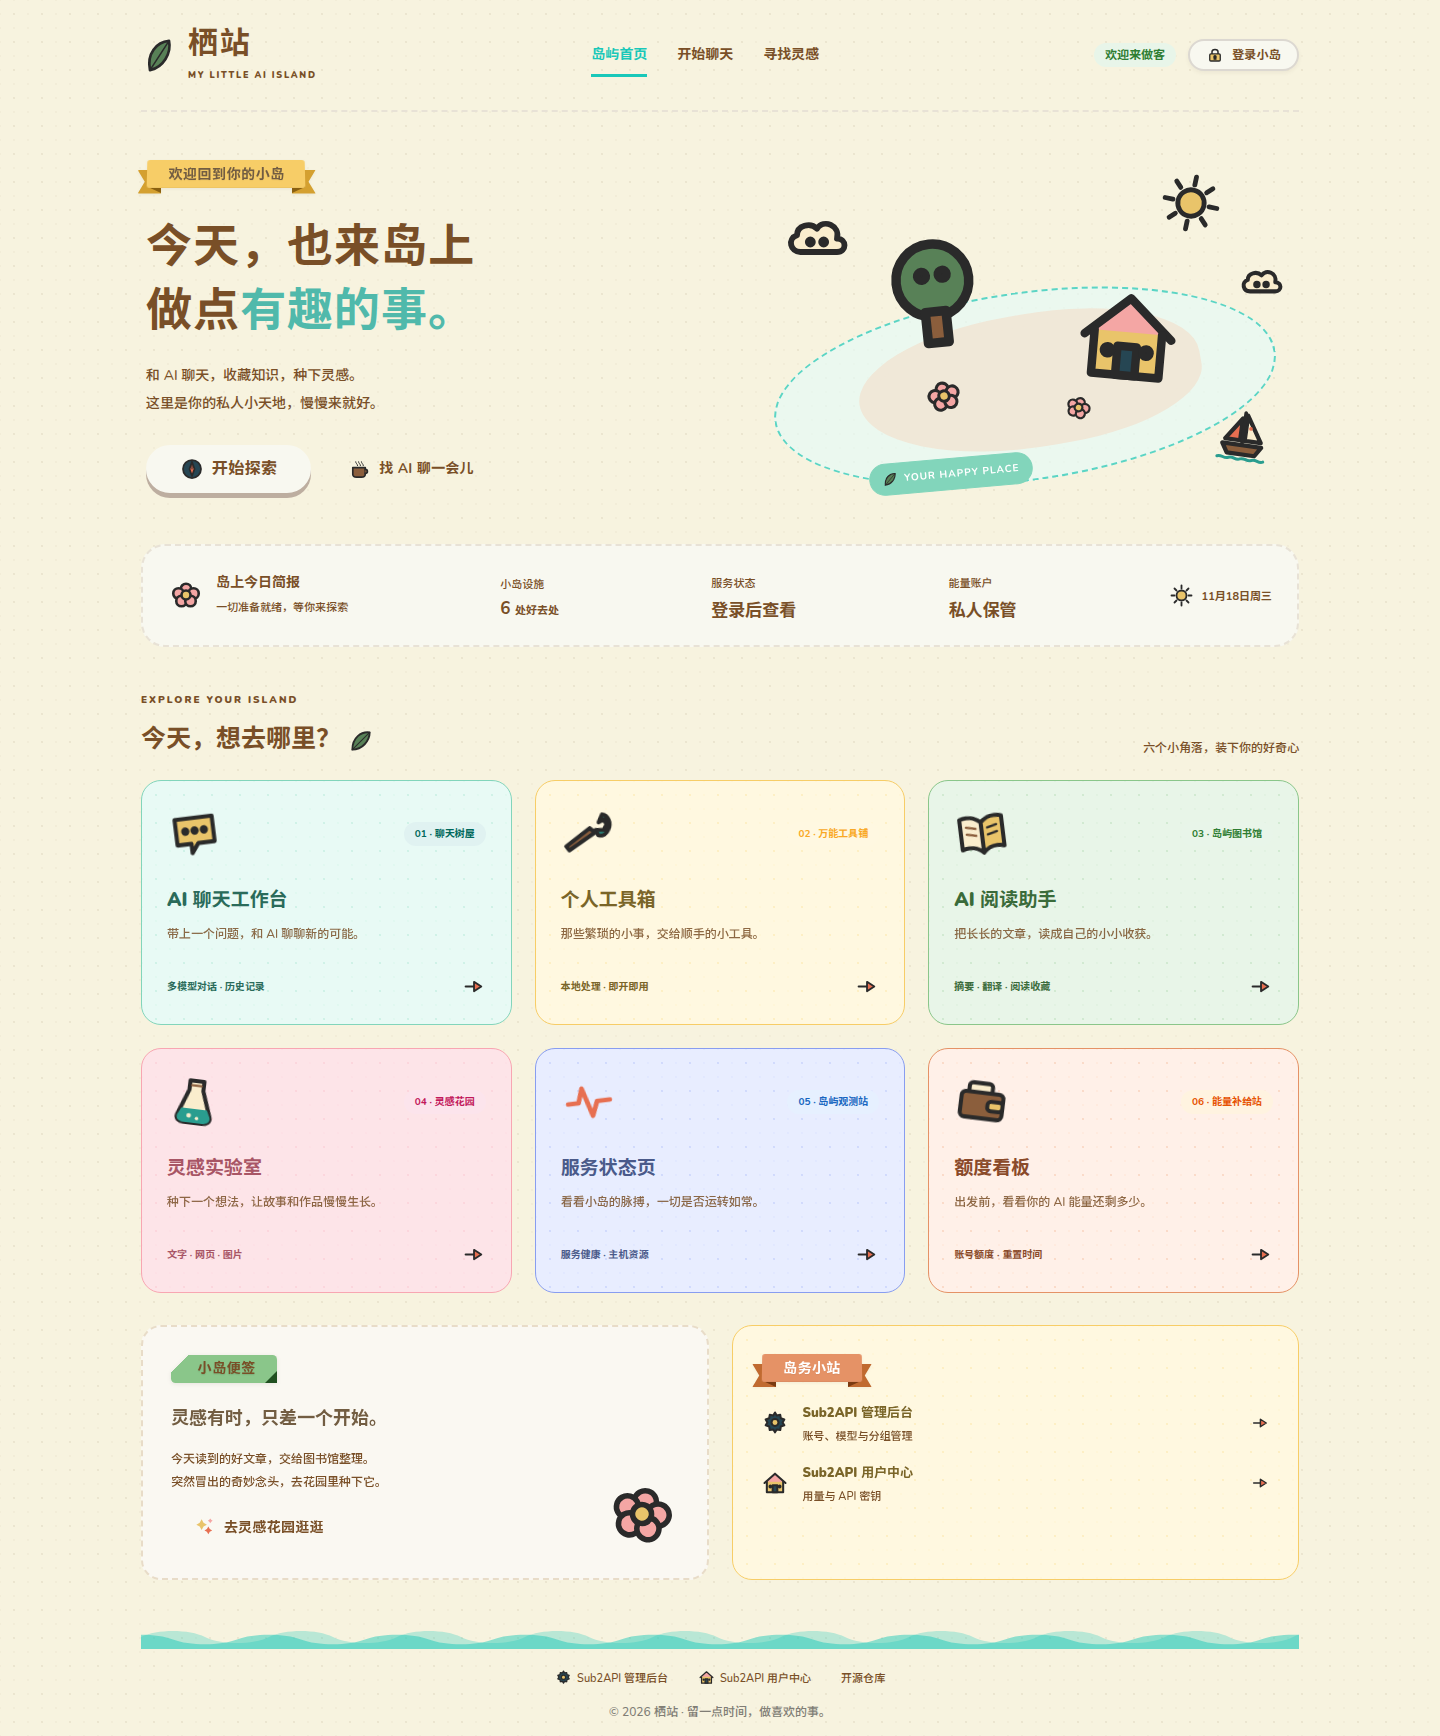 栖站
MY LITTLE AI ISLAND
岛屿首页
开始聊天
寻找灵感
欢迎来做客
登录小岛
欢迎回到你的小岛
今天，也来岛上
做点有趣的事。
和 AI 聊天，收藏知识，种下灵感。
这里是你的私人小天地，慢慢来就好。
开始探索
找 AI 聊一会儿
YOUR HAPPY PLACE
岛上今日简报
一切准备就绪，等你来探索
小岛设施
6 处好去处
服务状态
登录后查看
能量账户
私人保管
11月18日周三
EXPLORE YOUR ISLAND
今天，想去哪里？
六个小角落，装下你的好奇心
01 · 聊天树屋
AI 聊天工作台
带上一个问题，和 AI 聊聊新的可能。
多模型对话 · 历史记录
02 · 万能工具铺
个人工具箱
那些繁琐的小事，交给顺手的小工具。
本地处理 · 即开即用
03 · 岛屿图书馆
AI 阅读助手
把长长的文章，读成自己的小小收获。
摘要 · 翻译 · 阅读收藏
04 · 灵感花园
灵感实验室
种下一个想法，让故事和作品慢慢生长。
文字 · 网页 · 图片
05 · 岛屿观测站
服务状态页
看看小岛的脉搏，一切是否运转如常。
服务健康 · 主机资源
06 · 能量补给站
额度看板
出发前，看看你的 AI 能量还剩多少。
账号额度 · 重置时间
小岛便签
灵感有时，只差一个开始。
今天读到的好文章，交给图书馆整理。
突然冒出的奇妙念头，去花园里种下它。
去灵感花园逛逛
岛务小站
Sub2API 管理后台
账号、模型与分组管理
Sub2API 用户中心
用量与 API 密钥
Sub2API 管理后台
Sub2API 用户中心
开源仓库
© 2026 栖站 · 留一点时间，做喜欢的事。